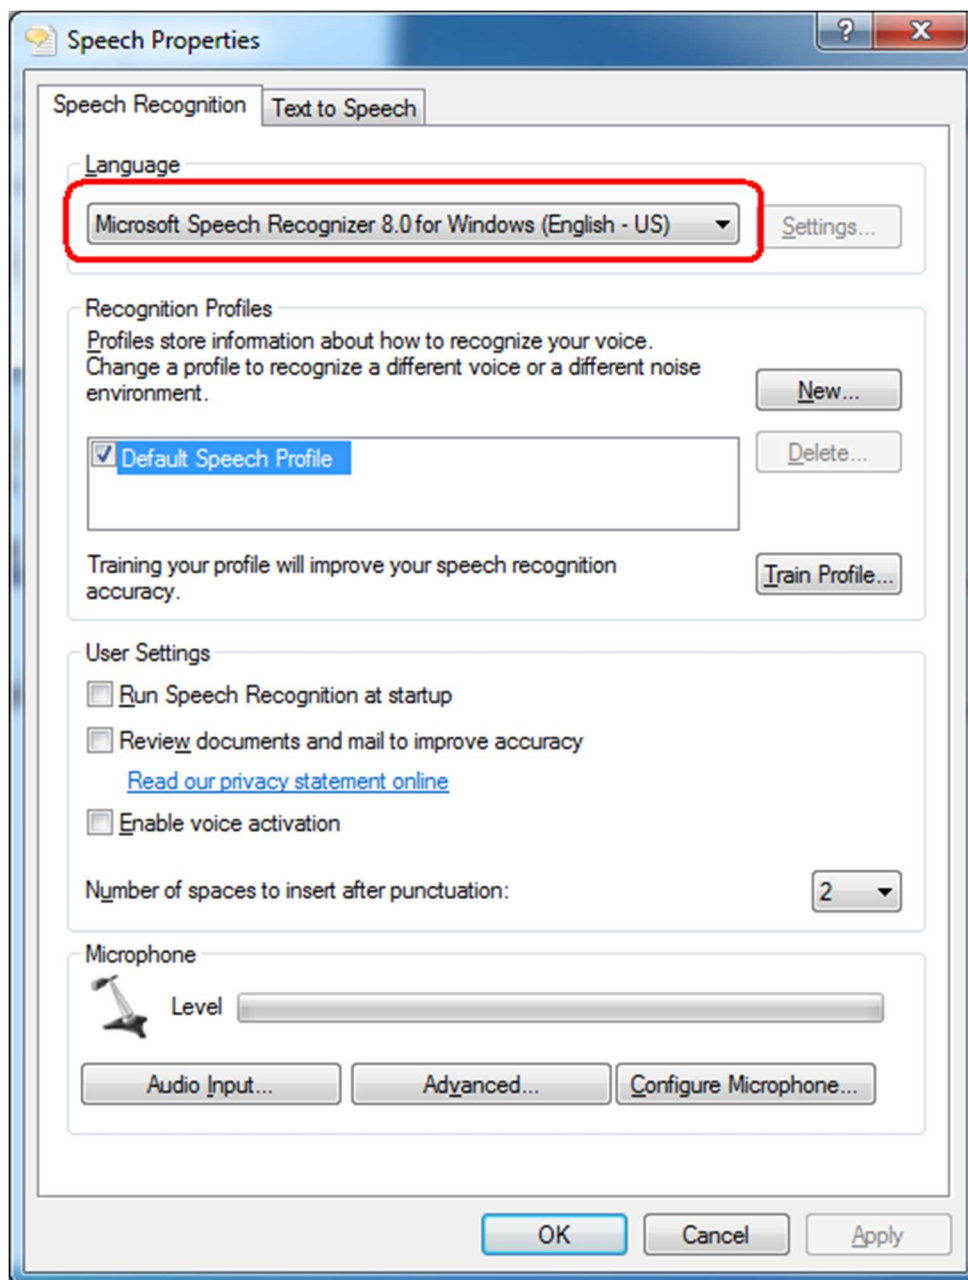 Speech Properties
Speech Recognition
Text to Speech
Language
Microsoft Speech Recognizer 8.0 for Windows (English - US)
Settings...
Recognition Profiles
Profiles store information about how to recognize your voice.
Change a profile to recognize a different voice or a different noise
environment.
New...
Default Speech Profile
Delete...
Training your profile will improve your speech recognition
accuracy.
Train Profile...
User Settings
Run Speech Recognition at startup
Review documents and mail to improve accuracy
Read our privacy statement online
Enable voice activation
Number of spaces to insert after punctuation:
2
Microphone
Level
Audio Input...
Advanced...
Configure Microphone...
OK
Cancel
Apply